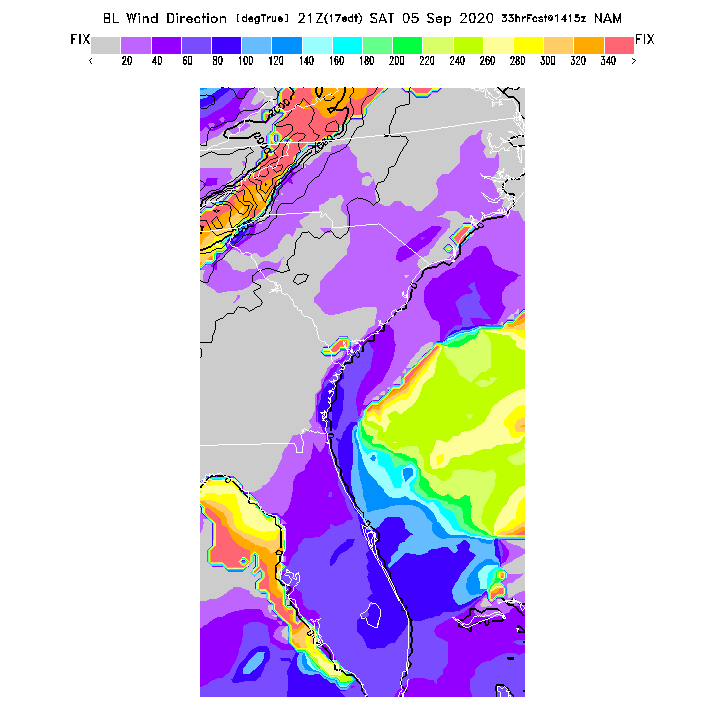 BL Wind Direction [degTrue] 21Z(17edt) SAT 05 Sep 2020 33hrFcst@1415z NAM
FIX FIX
< 20 40 60 80 100 120 140 160 180 200 220 240 260 280 300 320 340 >